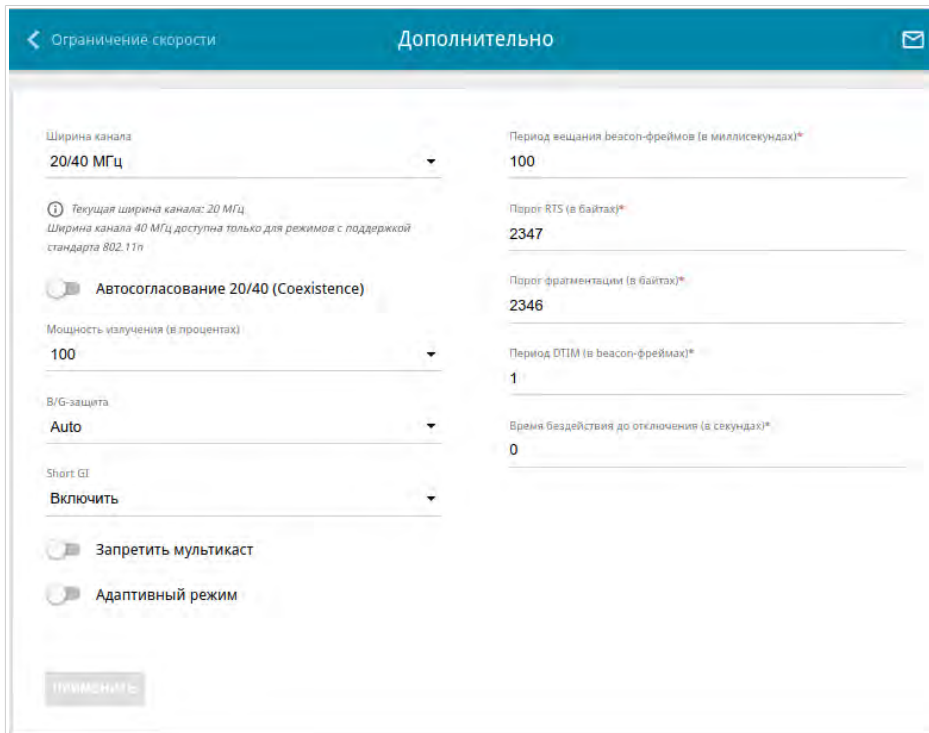 Ограничение скорости
Дополнительно
Ширина канала
20/40 МГц
Текущая ширина канала: 20 МГц
Ширина канала 40 МГц доступна только для режимов с поддержкой
стандарта 802.11n
Автосогласование 20/40 (Coexistence)
Мощность излучения (в процентах)
100
B/G-защита
Auto
Short GI
Включить
Запретить мультикаст
Адаптивный режим
ПРИМЕНИТЬ
Период вещания beacon-фреймов (в миллисекундах)*
100
Порог RTS (в байтах)*
2347
Порог фрагментации (в байтах)*
2346
Период DTIM (в beacon-фреймах)*
1
Время бездействия до отключения (в секундах)*
0